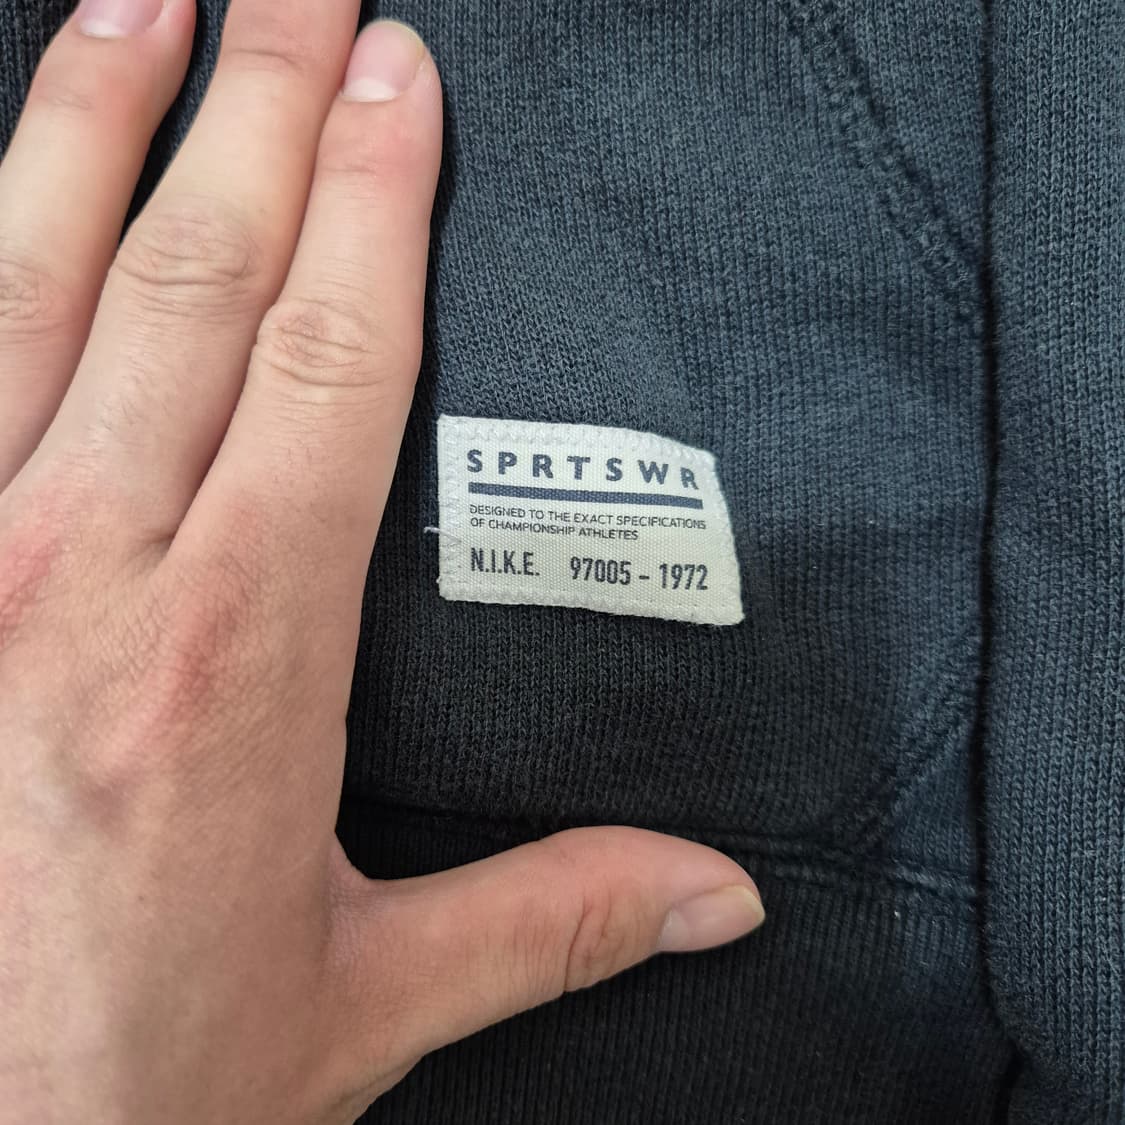 SPRTSWR
DESIGNED TO THE EXACT SPECIFICATIONS
OF CHAMPIONSHIP ATHLETES
N.I.K.E. 97005 - 1972